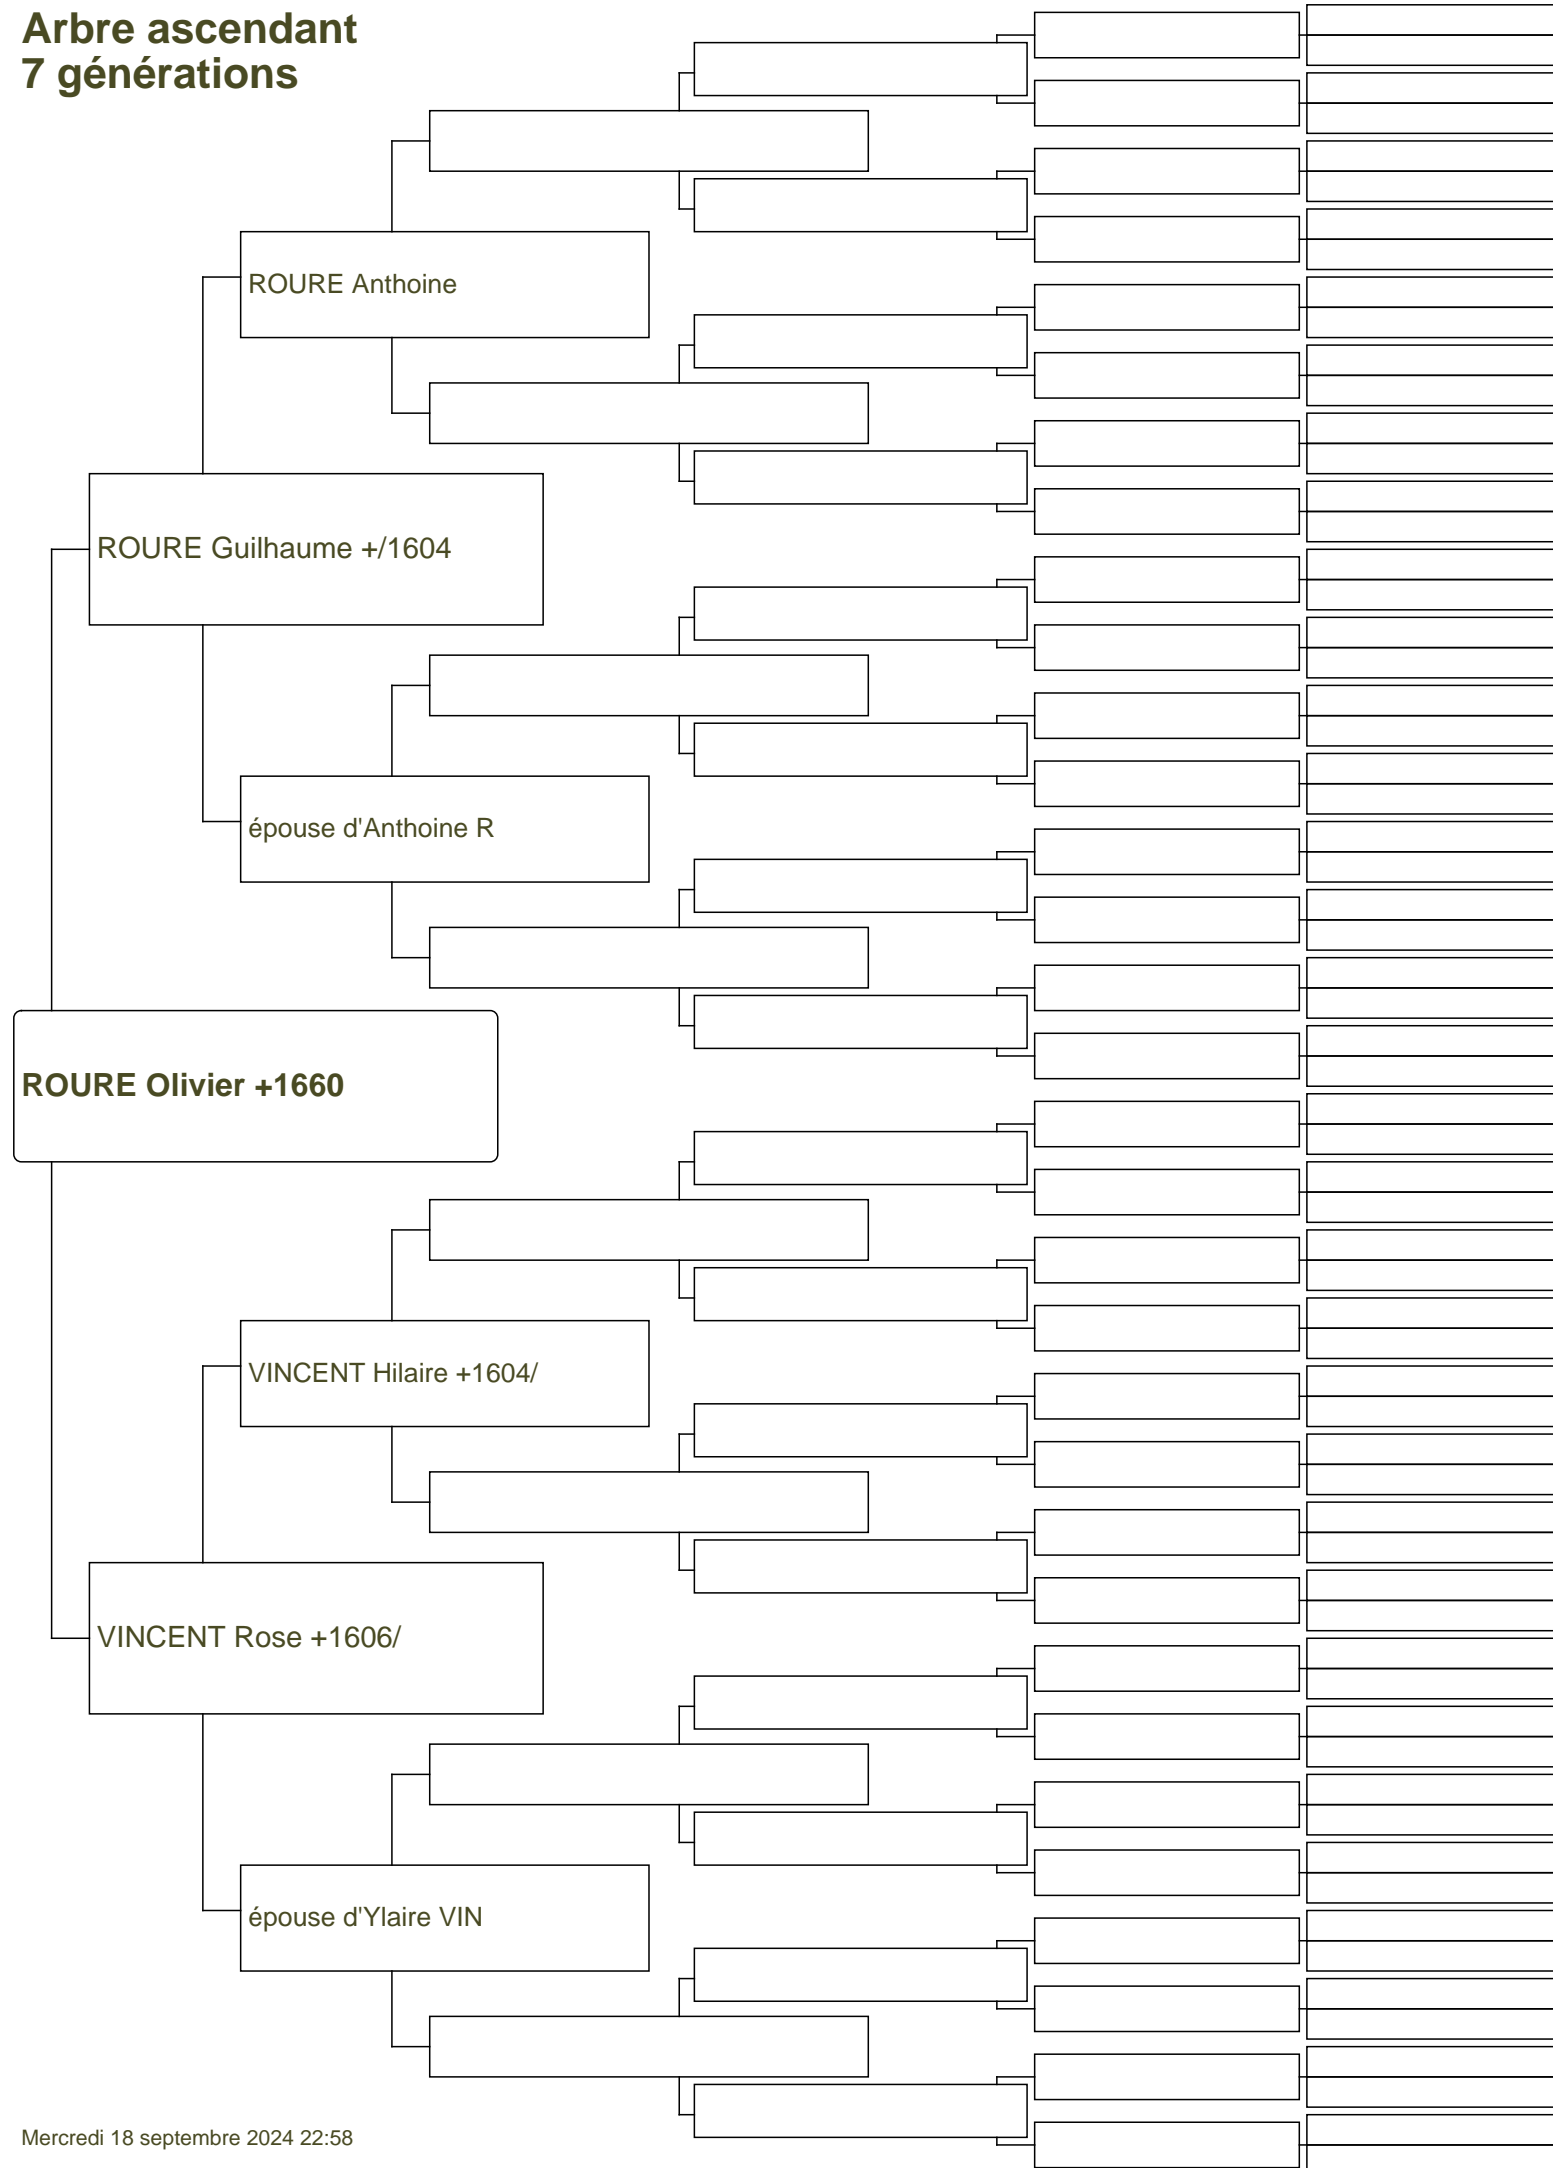 Arbre ascendant
7 générations
ROURE Anthoine
ROURE Guilhaume +/1604
épouse d'Anthoine R
ROURE Olivier +1660
VINCENT Hilaire +1604/
VINCENT Rose +1606/
épouse d'Ylaire VIN
Mercredi 18 septembre 2024 22:58